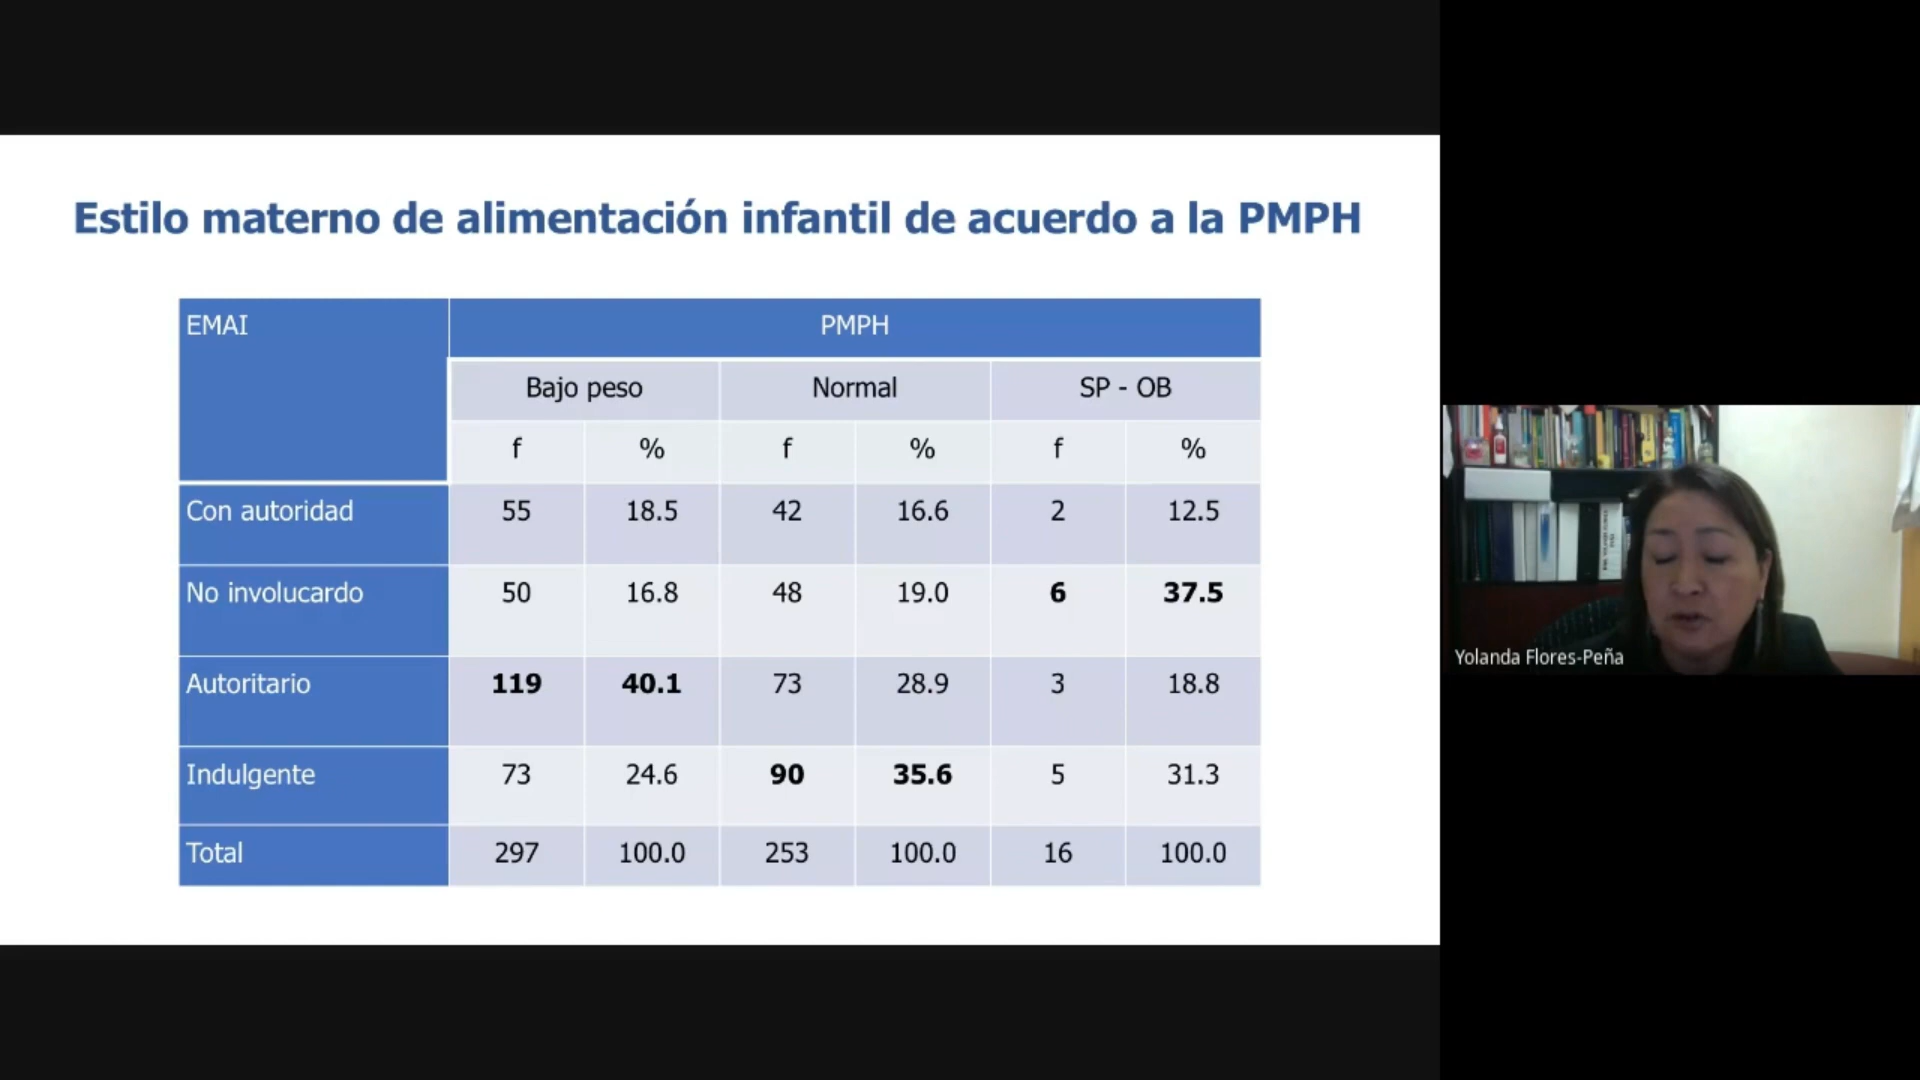 Estilo materno de alimentación infantil de acuerdo a la PMPH
EMAI PMPH
Bajo peso Normal SP - OB
f % f % f %
Con autoridad 55 18.5 42 16.6 2 12.5
No involucardo 50 16.8 48 19.0 6 37.5
Autoritario 119 40.1 73 28.9 3 18.8
Indulgente 73 24.6 90 35.6 5 31.3
Total 297 100.0 253 100.0 16 100.0
Yolanda Flores-Peña